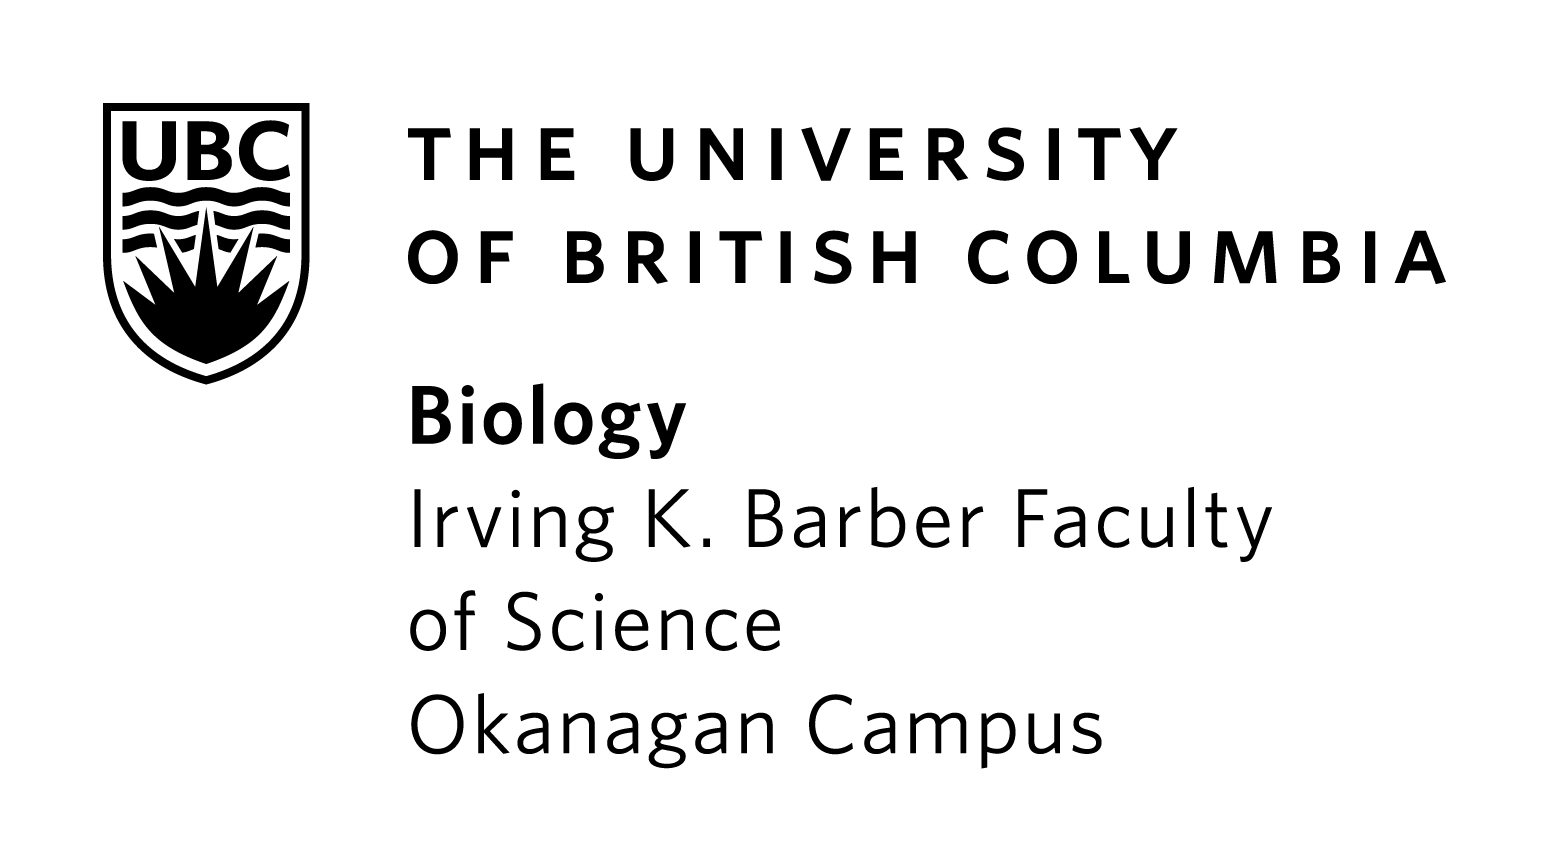 UBC
THE UNIVERSITY
OF BRITISH COLUMBIA
Biology
Irving K. Barber Faculty
of Science
Okanagan Campus